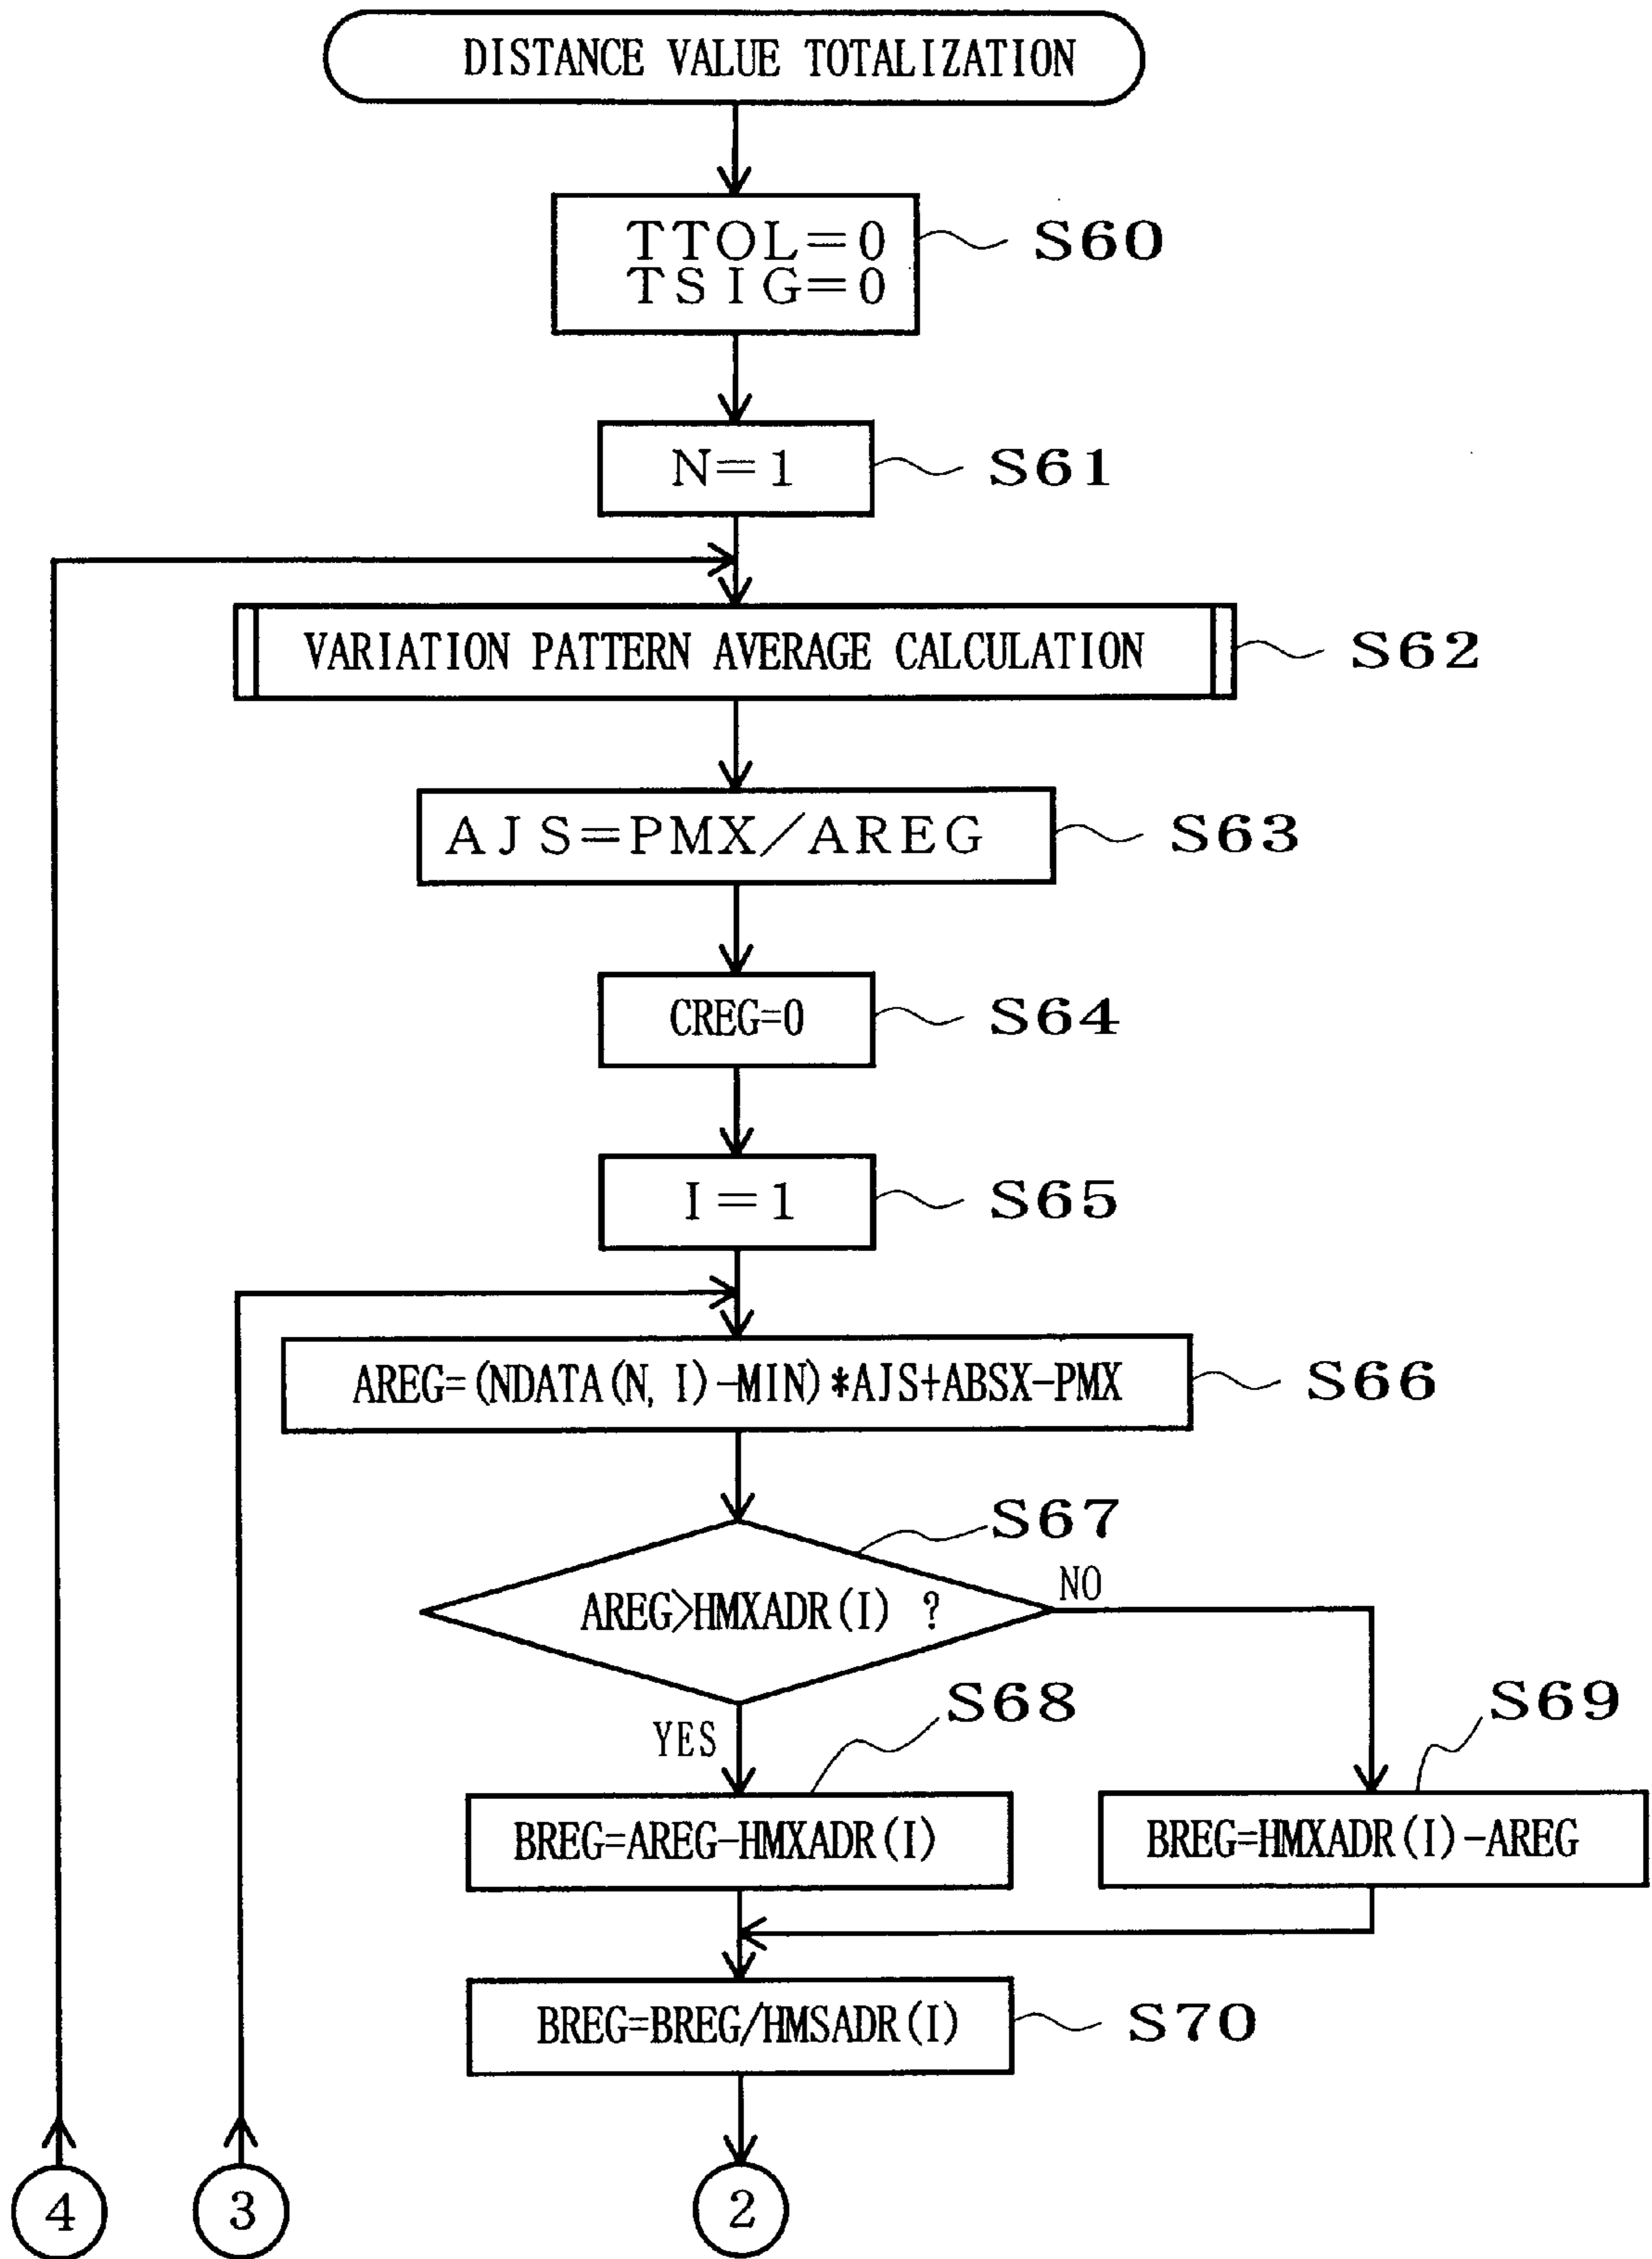 DISTANCE VALUE TOTALIZATION
TTOL=0
TSIG=0
S60
N=1
S61
VARIATION PATTERN AVERAGE CALCULATION
S62
AJS=PMX/AREG
S63
CREG=0
S64
I=1
S65
AREG=(NDATA(N, I)-MIN)*AJS+ABSX-PMX
S66
S67
AREG>HMXADR(I) ?
NO
YES
S68
S69
BREG=AREG-HMXADR(I)
BREG=HMXADR(I)-AREG
BREG=BREG/HMSADR(I)
S70
4
3
2